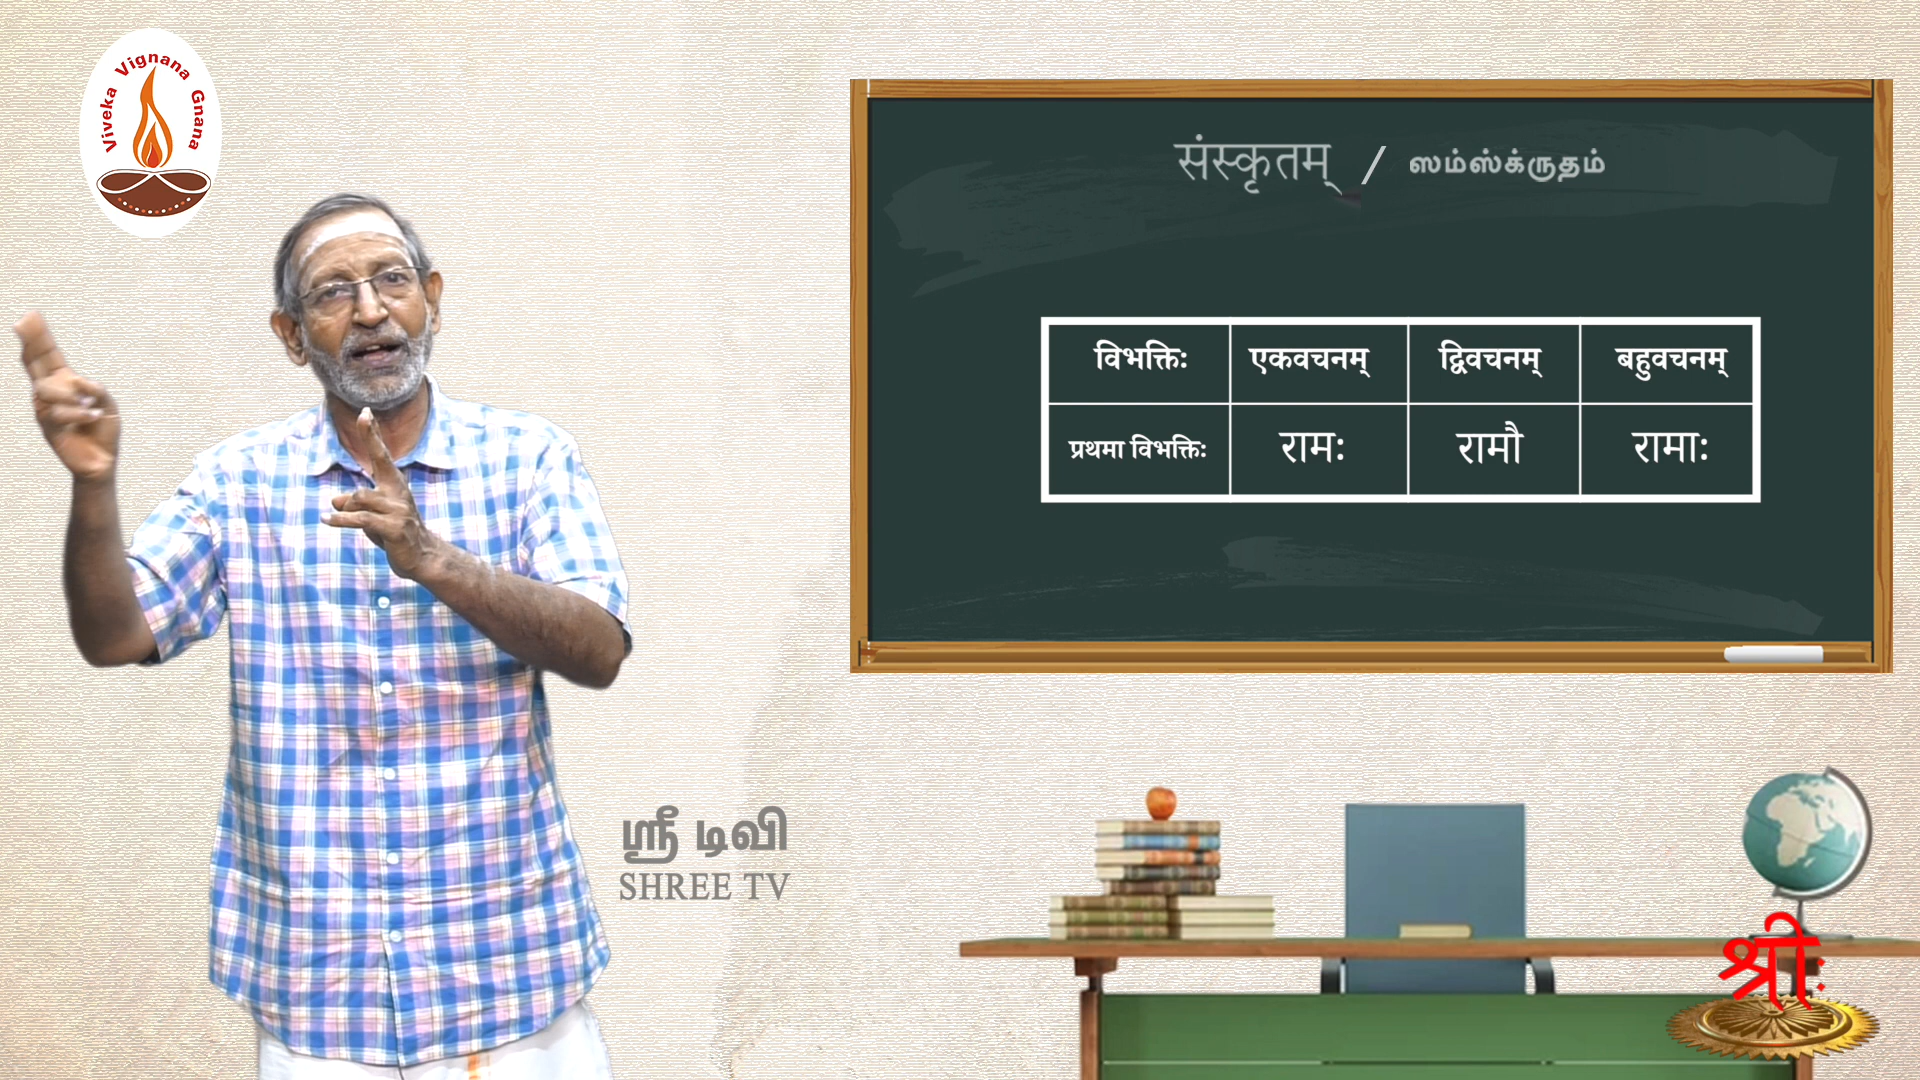 Viveka Vignana Gnana
संस्कृतम् / ஸம்ஸ்க்ருதம்
விभक्तिः एकवचनम् द्विवचनम् बहुवचनम्
प्रथमा विभक्तिः रामः रामौ रामाः
ஸ்ரீ டிவி
SHREE TV
श्रीः